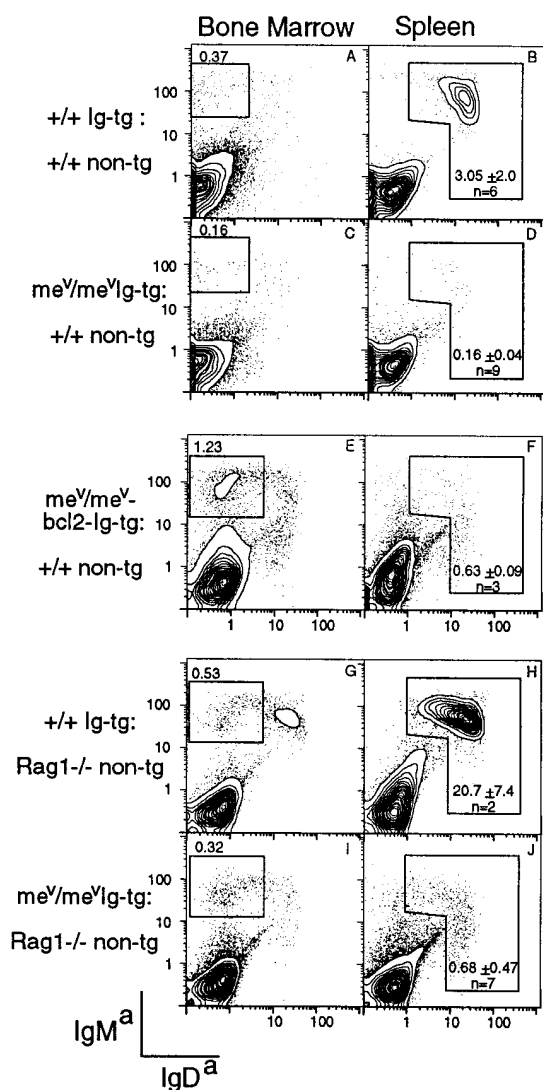 Bone Marrow Spleen
0.37 A B
100
10
1
+/+ Ig-tg :
+/+ non-tg
3.05 ±2.0
n=6
0.16 C D
100
10
1
me^v/me^v Ig-tg:
+/+ non-tg
0.16 ±0.04
n=9
1.23 E F
100
10
1
me^v/me^v-
bcl2-Ig-tg:
+/+ non-tg
0.63 ±0.09
n=3
1 10 100 1 10 100
0.53 G H
100
10
1
+/+ Ig-tg:
Rag1-/- non-tg
20.7 ±7.4
n=2
0.32 I J
100
10
1
me^v/me^v Ig-tg:
Rag1-/- non-tg
0.68 ±0.47
n=7
1 10 100 1 10 100
IgM^a
IgD^a